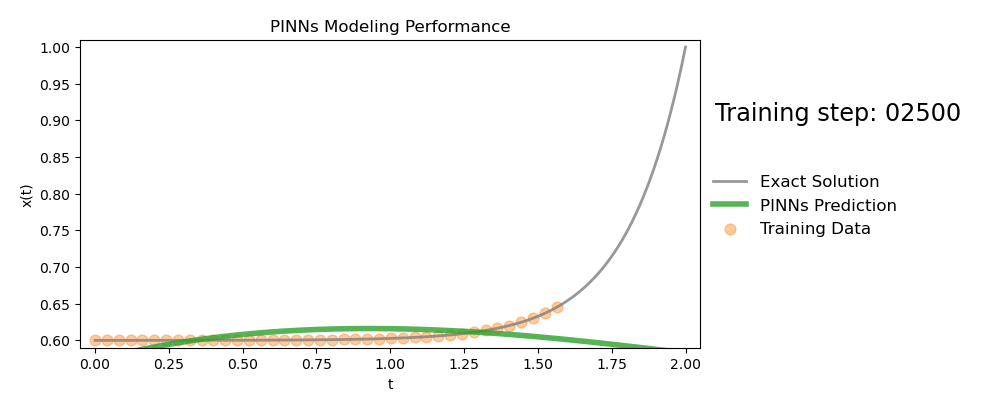 PINNs Modeling Performance
x(t)
1.00
0.95
0.90
0.85
0.80
0.75
0.70
0.65
0.60
0.00 0.25 0.50 0.75 1.00 1.25 1.50 1.75 2.00
t
Training step: 02500
Exact Solution
PINNs Prediction
Training Data